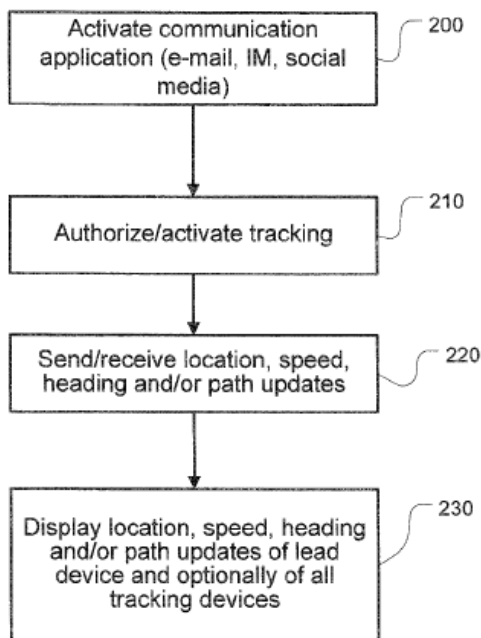 Activate communication
application (e-mail, IM, social
media)
200
Authorize/activate tracking
210
Send/receive location, speed,
heading and/or path updates
220
Display location, speed, heading
and/or path updates of lead
device and optionally of all
tracking devices
230